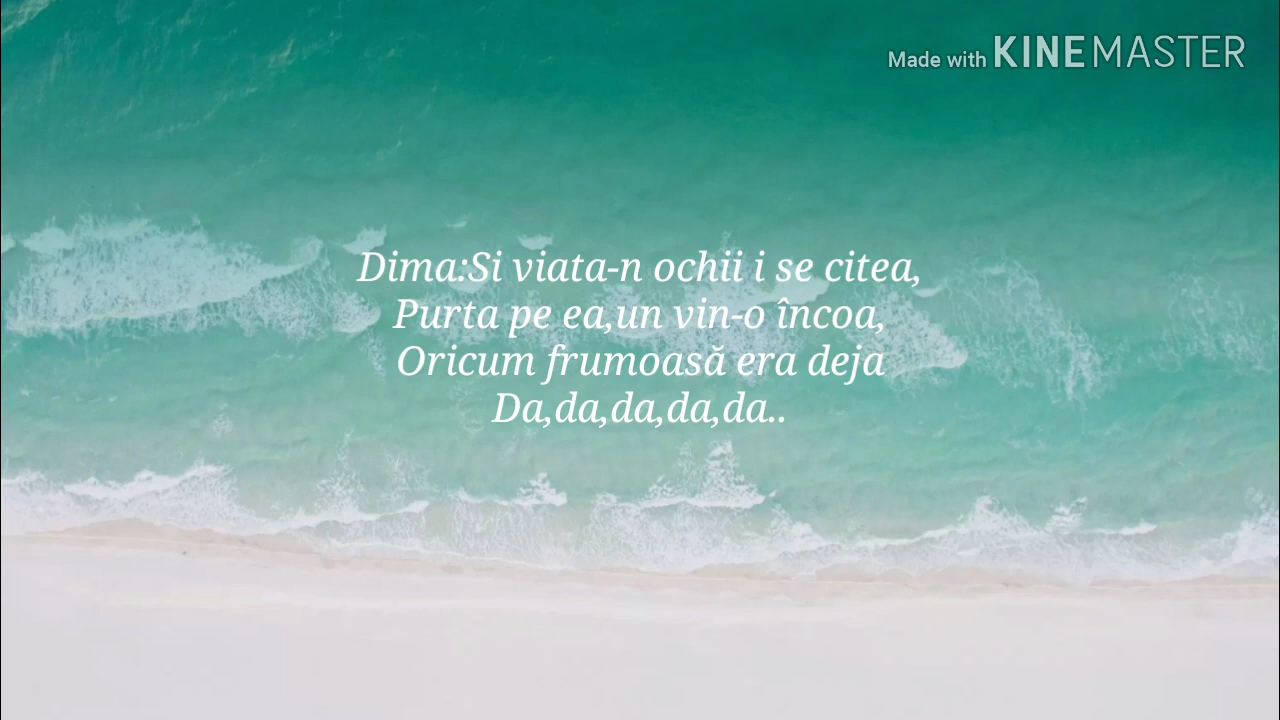 Made with KINEMASTER
Dima:Si viata-n ochii i se citea,
Purta pe ea,un vin-o încoa,
Oricum frumoasă era deja
Da,da,da,da,da..